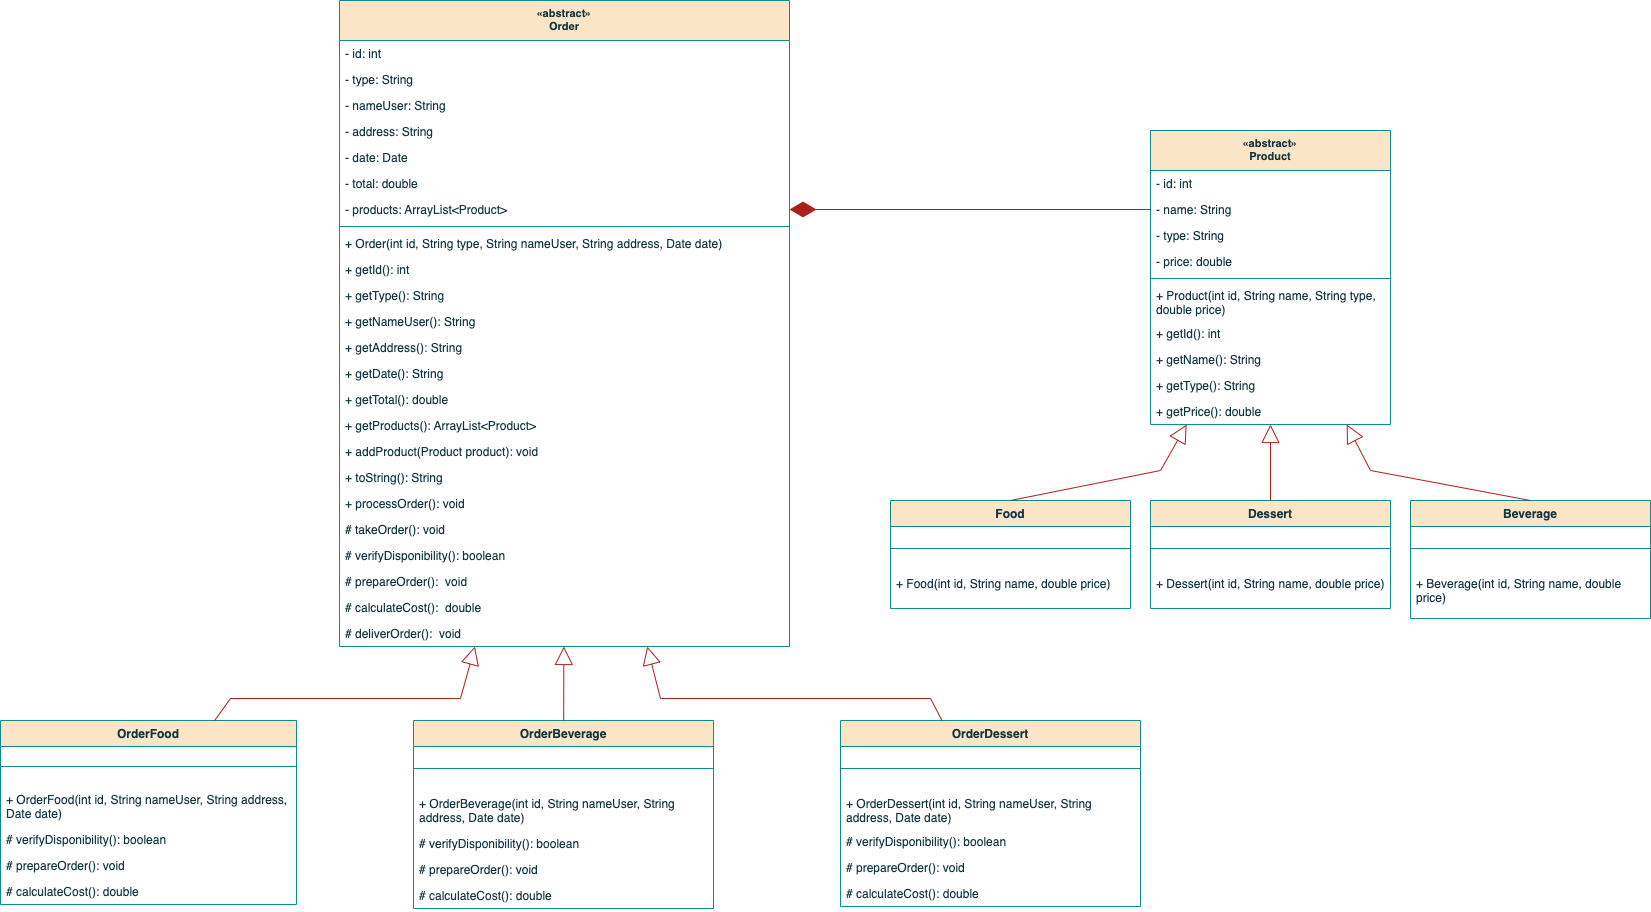 «abstract»
Order
- id: int
- type: String
- nameUser: String
- address: String
- date: Date
- total: double
- products: ArrayList<Product>
+ Order(int id, String type, String nameUser, String address, Date date)
+ getId(): int
+ getType(): String
+ getNameUser(): String
+ getAddress(): String
+ getDate(): String
+ getTotal(): double
+ getProducts(): ArrayList<Product>
+ addProduct(Product product): void
+ toString(): String
+ processOrder(): void
# takeOrder(): void
# verifyDisponibility(): boolean
# prepareOrder():  void
# calculateCost():  double
# deliverOrder():  void
«abstract»
Product
- id: int
- name: String
- type: String
- price: double
+ Product(int id, String name, String type,
double price)
+ getId(): int
+ getName(): String
+ getType(): String
+ getPrice(): double
Food
+ Food(int id, String name, double price)
Dessert
+ Dessert(int id, String name, double price)
Beverage
+ Beverage(int id, String name, double
price)
OrderFood
+ OrderFood(int id, String nameUser, String address,
Date date)
# verifyDisponibility(): boolean
# prepareOrder(): void
# calculateCost(): double
OrderBeverage
+ OrderBeverage(int id, String nameUser, String
address, Date date)
# verifyDisponibility(): boolean
# prepareOrder(): void
# calculateCost(): double
OrderDessert
+ OrderDessert(int id, String nameUser, String
address, Date date)
# verifyDisponibility(): boolean
# prepareOrder(): void
# calculateCost(): double